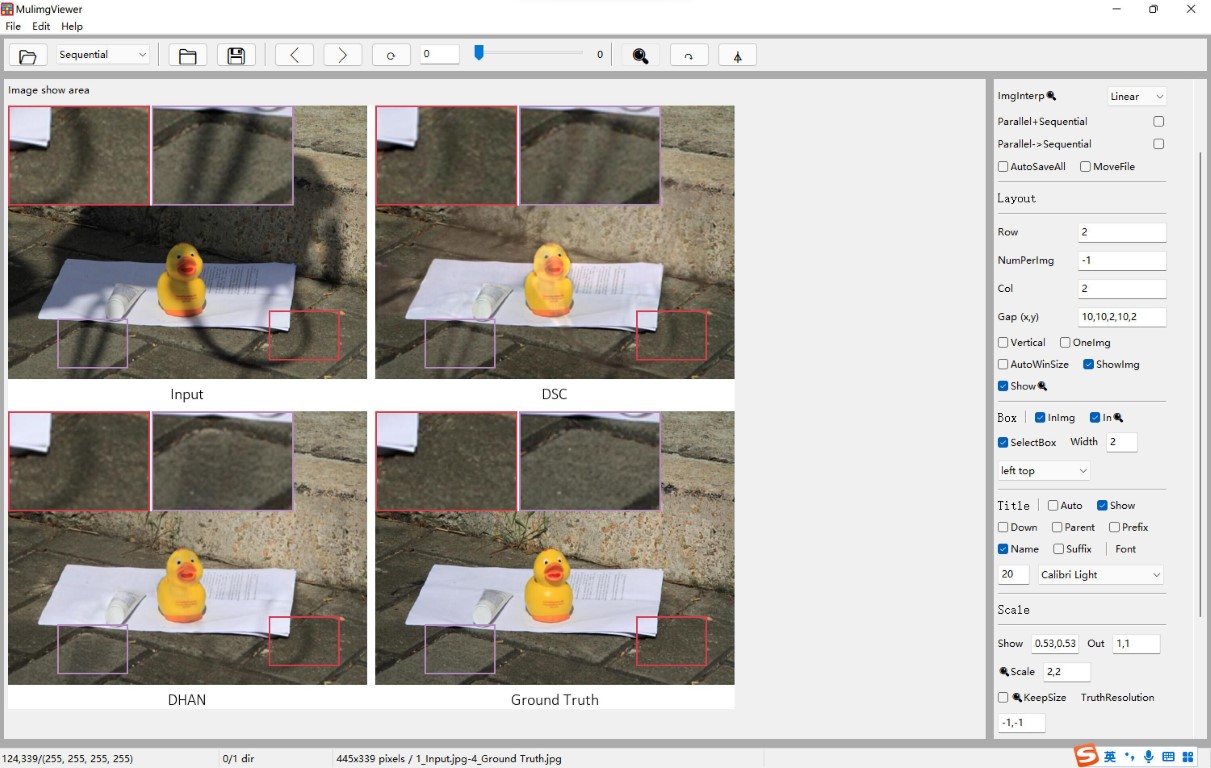 MulimgViewer
File Edit Help
Sequential
0
0
Image show area
Input
DSC
DHAN
Ground Truth
ImgInterp
Linear
Parallel+Sequential
Parallel->Sequential
AutoSaveAll MoveFile
Layout
Row 2
NumPerImg -1
Col 2
Gap (x,y) 10,10,2,10,2
Vertical OneImg
AutoWinSize ShowImg
Show
Box InImg In
SelectBox Width 2
left top
Title Auto Show
Down Parent Prefix
Name Suffix Font
20 Calibri Light
Scale
Show 0.53,0.53 Out 1,1
Scale 2,2
KeepSize TruthResolution
-1,-1
124,339/(255, 255, 255, 255)
0/1 dir
445x339 pixels / 1_Input.jpg-4_Ground Truth.jpg
英